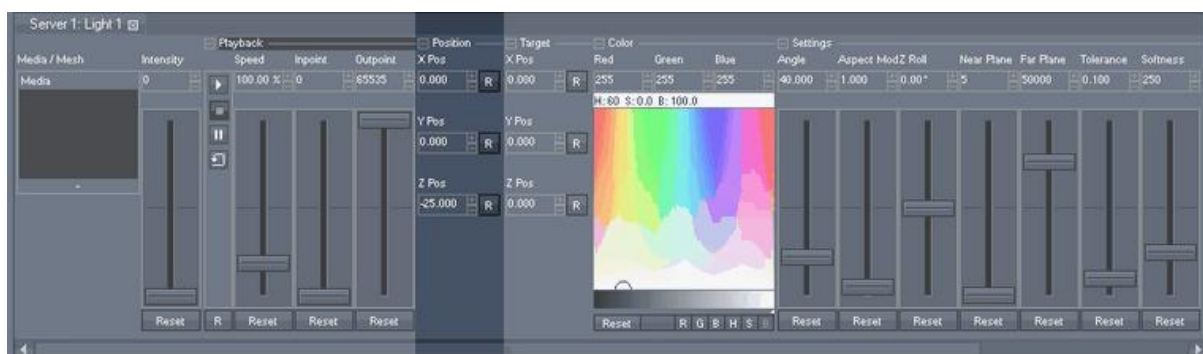 Server 1: Light 1
Playback Position Target Color Settings
Media / Mesh Intensity Speed Inpoint Outpoint X Pos X Pos Red Green Blue Angle Aspect Mod Z Roll Near Plane Far Plane Tolerance Softness
Media 0 100.00 % 0 65535 0.000 R 0.000 R 255 255 255 40.000 1.000 0.00° 5 50000 0.100 250
H: 60 S: 0.0 B: 100.0
Y Pos Y Pos
0.000 R 0.000 R
Z Pos Z Pos
-25.000 R 0.000 R
Reset R Reset Reset Reset Reset R G B H S B Reset Reset Reset Reset Reset Reset Reset